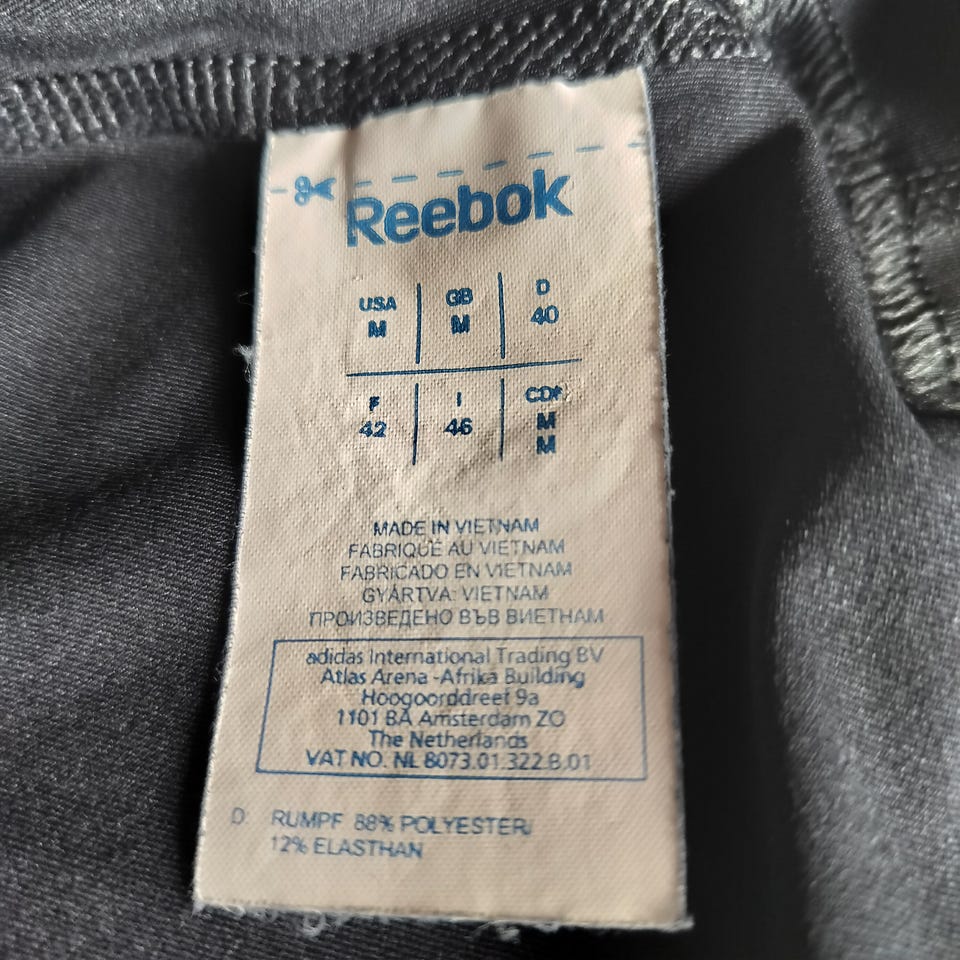 Reebok
USA GB D
M M 40
F I CDN
42 46 M
M
MADE IN VIETNAM
FABRIQUÉ AU VIETNAM
FABRICADO EN VIETNAM
GYÁRTVA: VIETNAM
ПРОИЗВЕДЕНО ВЪВ ВИЕТНАМ
adidas International Trading BV
Atlas Arena -Afrika Building
Hoogoorddreef 9a
1101 BA Amsterdam ZO
The Netherlands
VAT NO. NL 8073.01.322.B.01
D: RUMPF 88% POLYESTER/
12% ELASTHAN